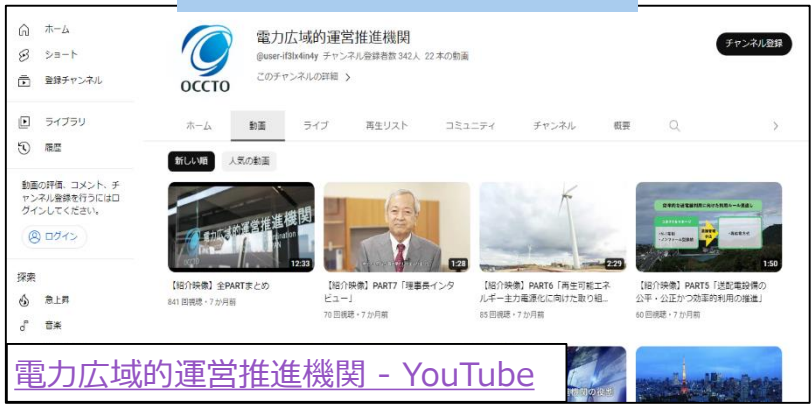 ホーム
ショート
登録チャンネル
ライブラリ
履歴
動画の評価、コメント、チ
ャンネル登録を行うにはロ
グインしてください。
ログイン
探索
急上昇
音楽
OCCTO
電力広域的運営推進機関
@user-if3lx4in4y チャンネル登録者数 342人 22 本の動画
このチャンネルの詳細
チャンネル登録
ホーム 動画 ライブ 再生リスト コミュニティ チャンネル 概要
新しい順 人気の動画
電力広域的運営推進機関
12:33
【紹介映像】全PARTまとめ
841 回視聴・7 か月前
1:28
【紹介映像】PART7「理事長インタ
ビュー」
70 回視聴・7 か月前
2:29
【紹介映像】PART6「再生可能エネ
ルギー主力電源化に向けた取り組...
85 回視聴・7 か月前
1:50
【紹介映像】PART5「送配電設備の
公平・公正かつ効率的利用の推進」
60 回視聴・7 か月前
電力広域的運営推進機関 - YouTube